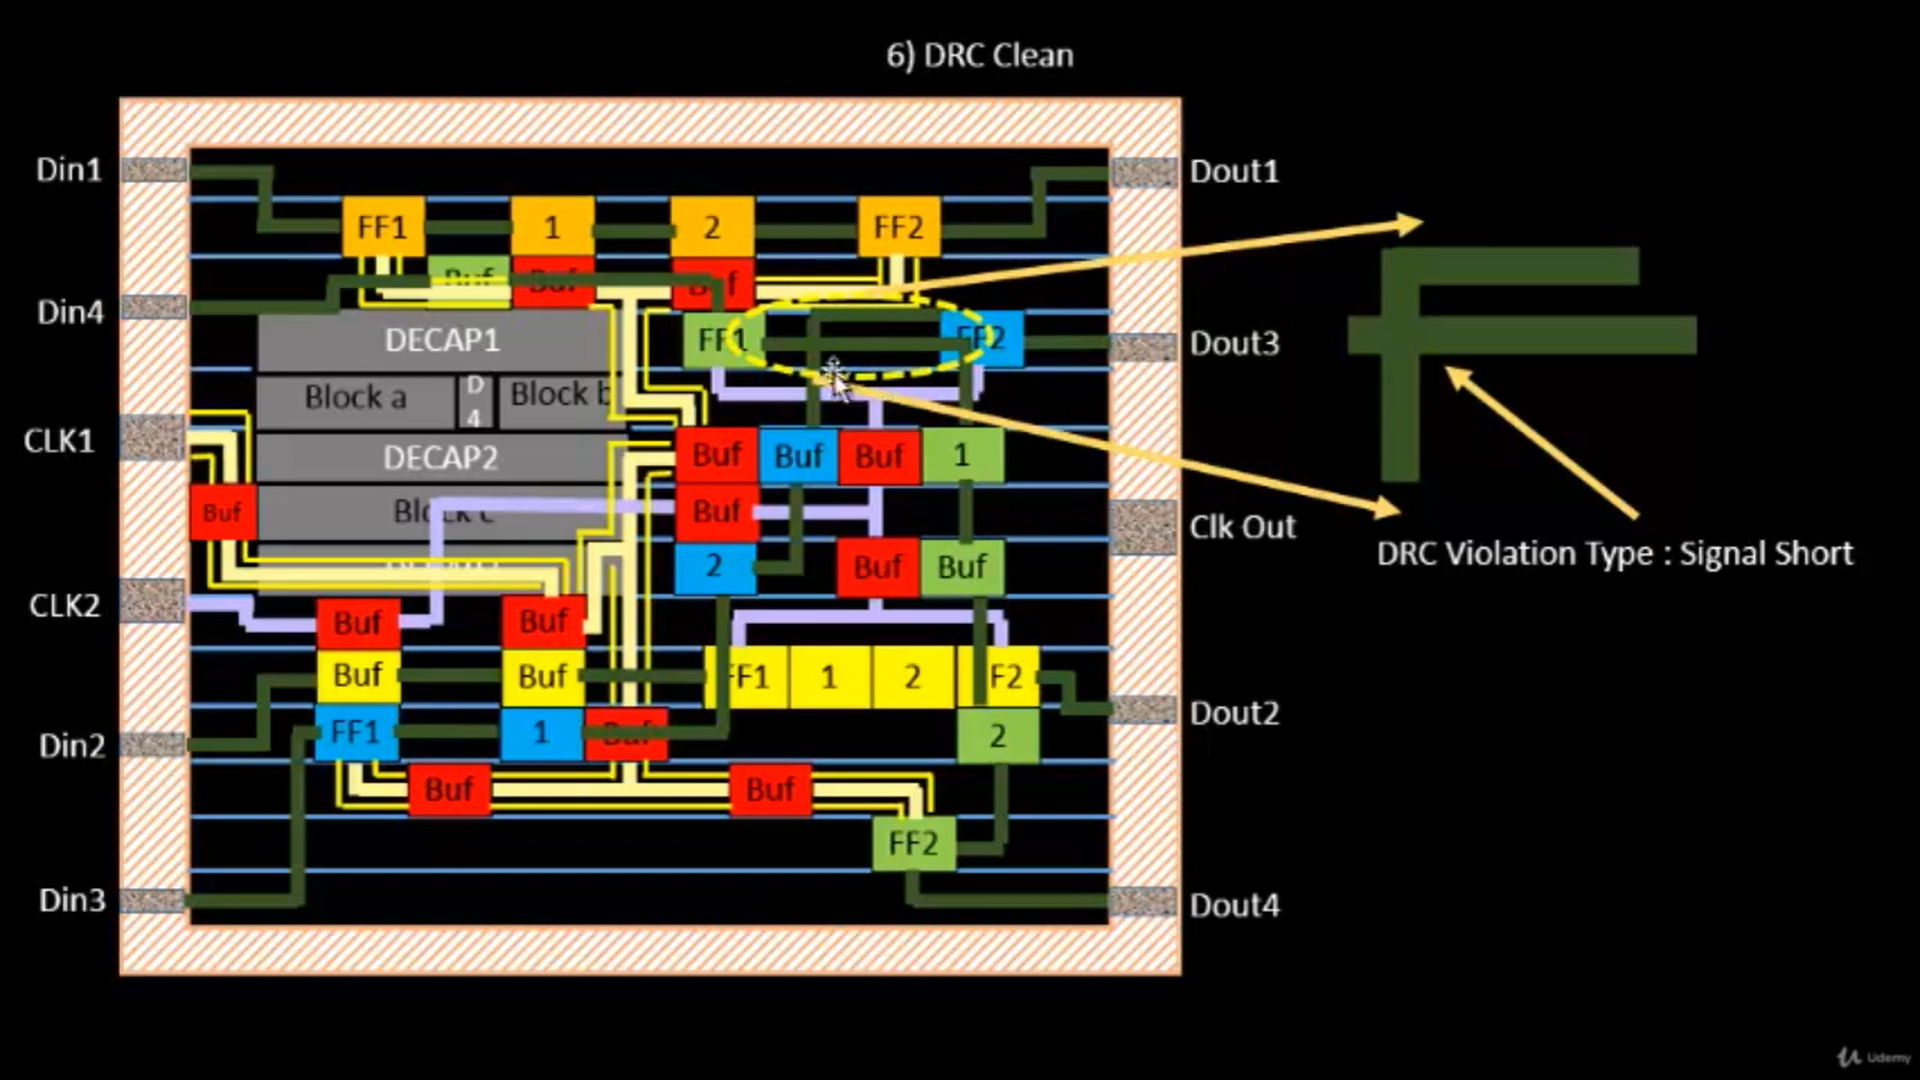 6) DRC Clean
Din1
Dout1
FF1
1
2
FF2
Buf
Buf
Din4
DECAP1
FF1
FF2
Dout3
Block a
D
4
Block b
CLK1
DECAP2
Buf
Buf
Buf
1
Buf
Block c
Buf
Clk Out
DRC Violation Type : Signal Short
2
Buf
Buf
CLK2
Buf
Buf
Buf
Buf
FF1
1
2
F2
Dout2
Din2
FF1
1
Buf
2
Buf
Buf
FF2
Din3
Dout4
Udemy